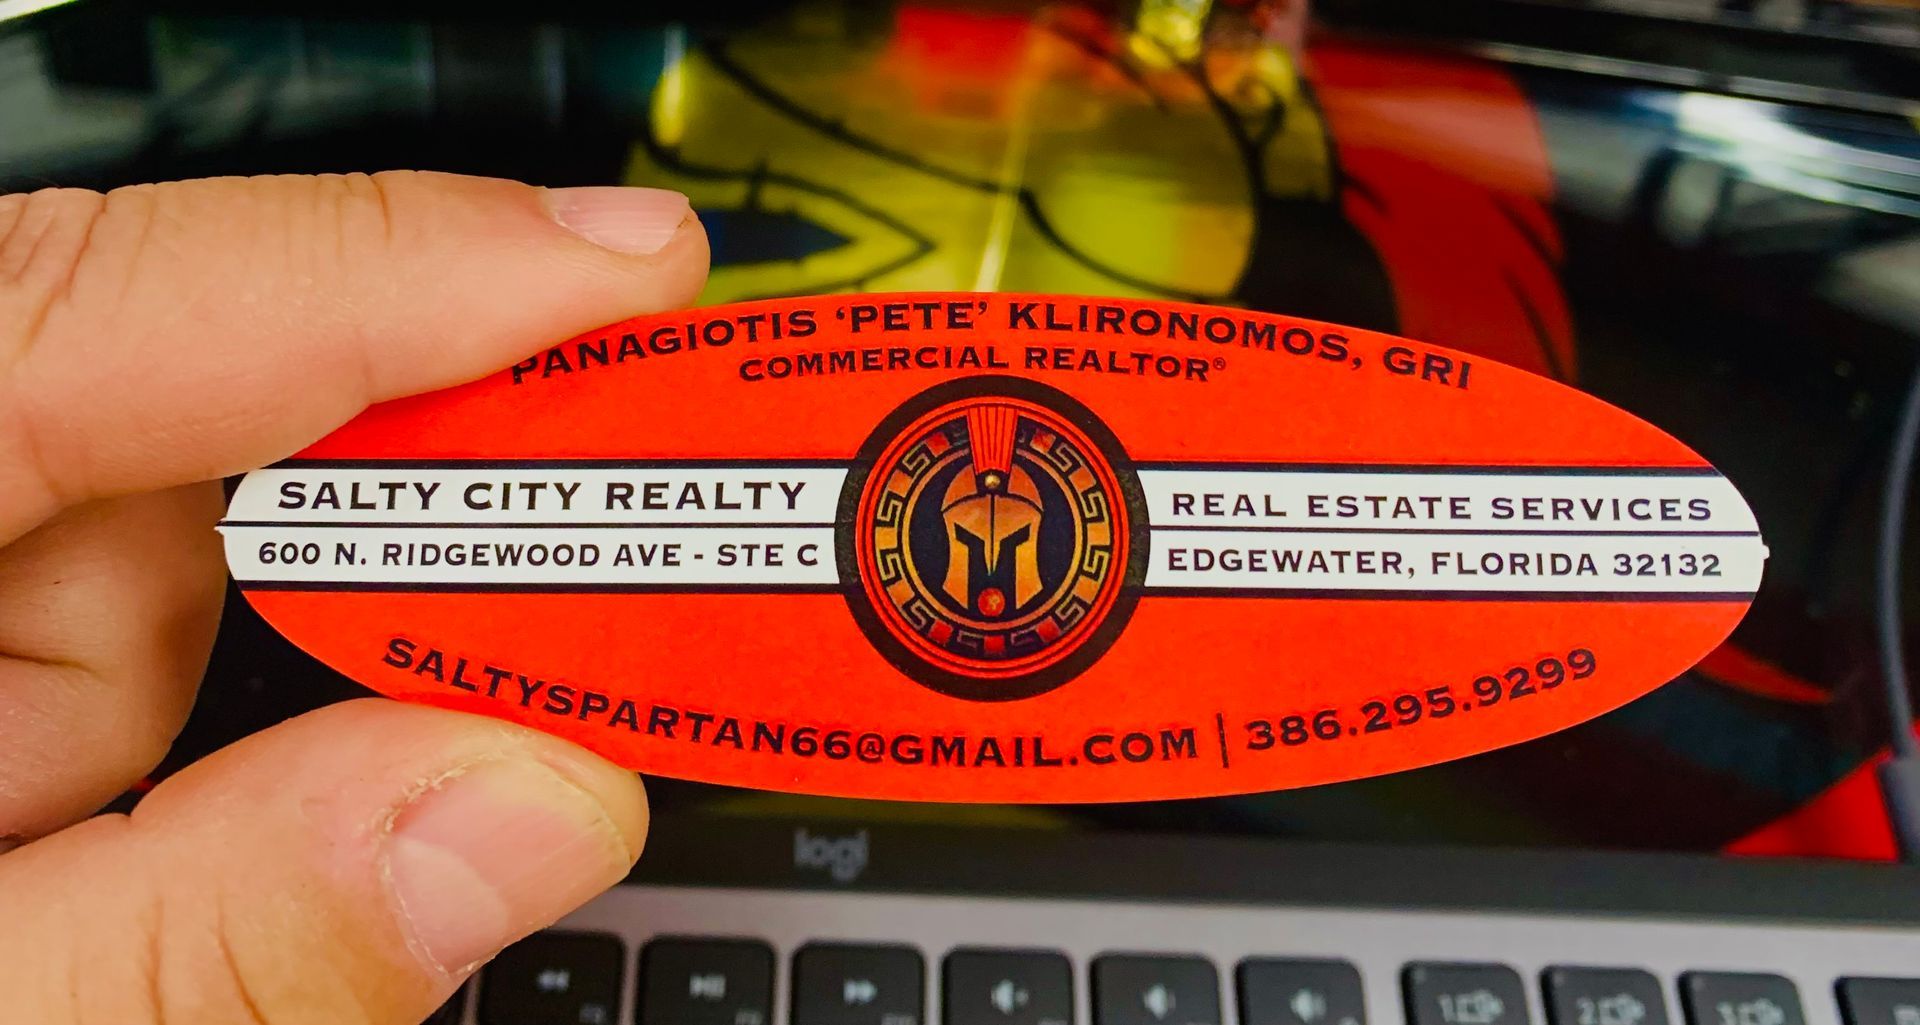 PANAGIOTIS ‘PETE’ KLIRONOMOS, GRI
COMMERCIAL REALTOR®
SALTY CITY REALTY
REAL ESTATE SERVICES
600 N. RIDGEWOOD AVE - STE C
EDGEWATER, FLORIDA 32132
SALTYSPARTAN66@GMAIL.COM | 386.295.9299
logi